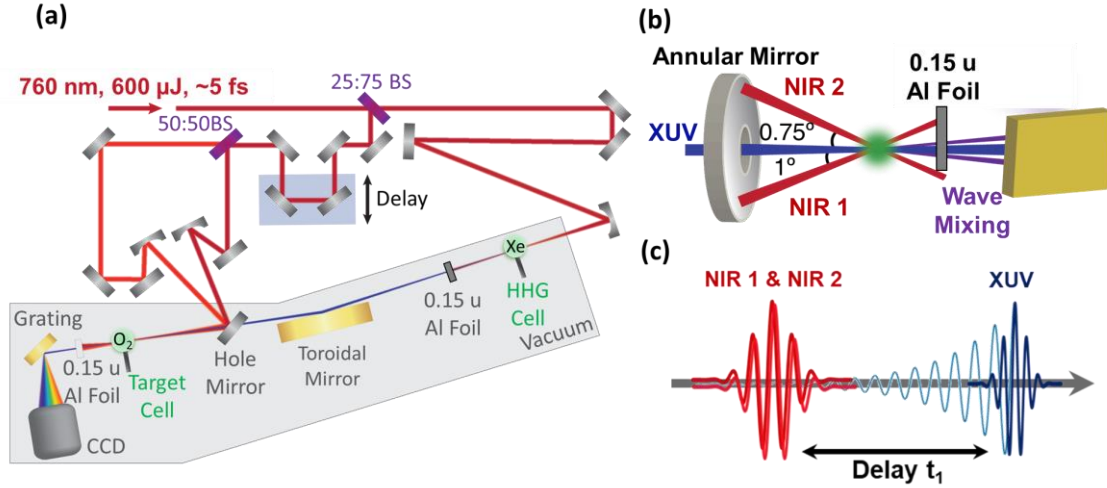 (a)
760 nm, 600 μJ, ~5 fs
25:75 BS
50:50BS
Delay
Xe
HHG
Cell
0.15 u
Al Foil
Vacuum
Toroidal
Mirror
Hole
Mirror
Grating
O2
0.15 u
Al Foil
Target
Cell
CCD
(b)
Annular Mirror
NIR 2
0.15 u
Al Foil
XUV
0.75°
1°
NIR 1
Wave
Mixing
(c)
NIR 1 & NIR 2
XUV
Delay t1